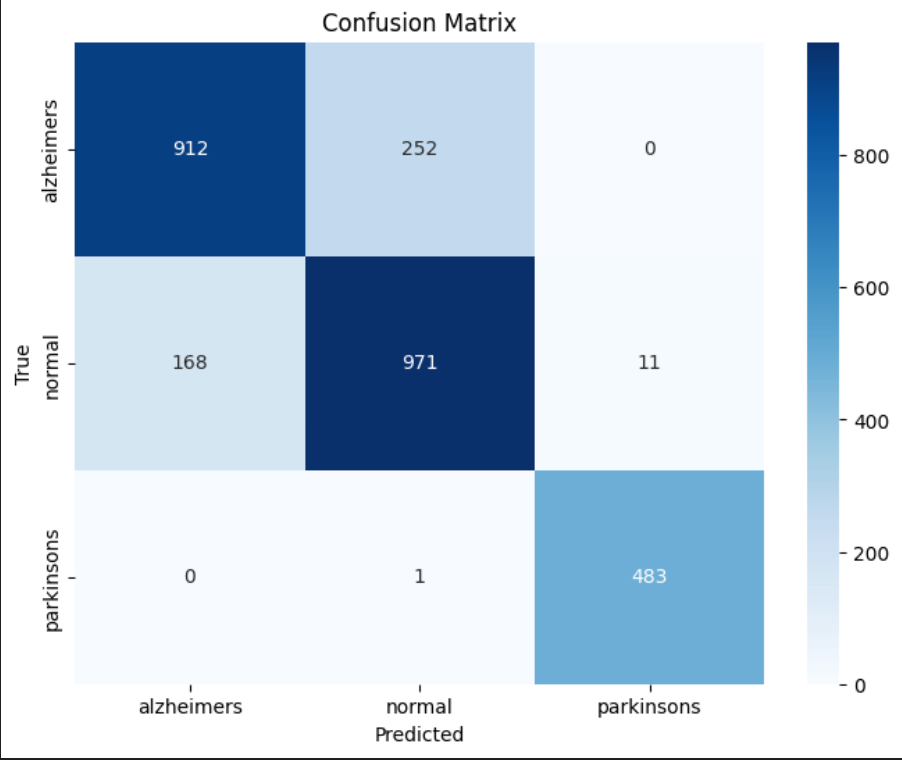 Confusion Matrix
alzheimers
912 252 0
True
normal
168 971 11
parkinsons
0 1 483
alzheimers normal parkinsons
Predicted
800
600
400
200
0